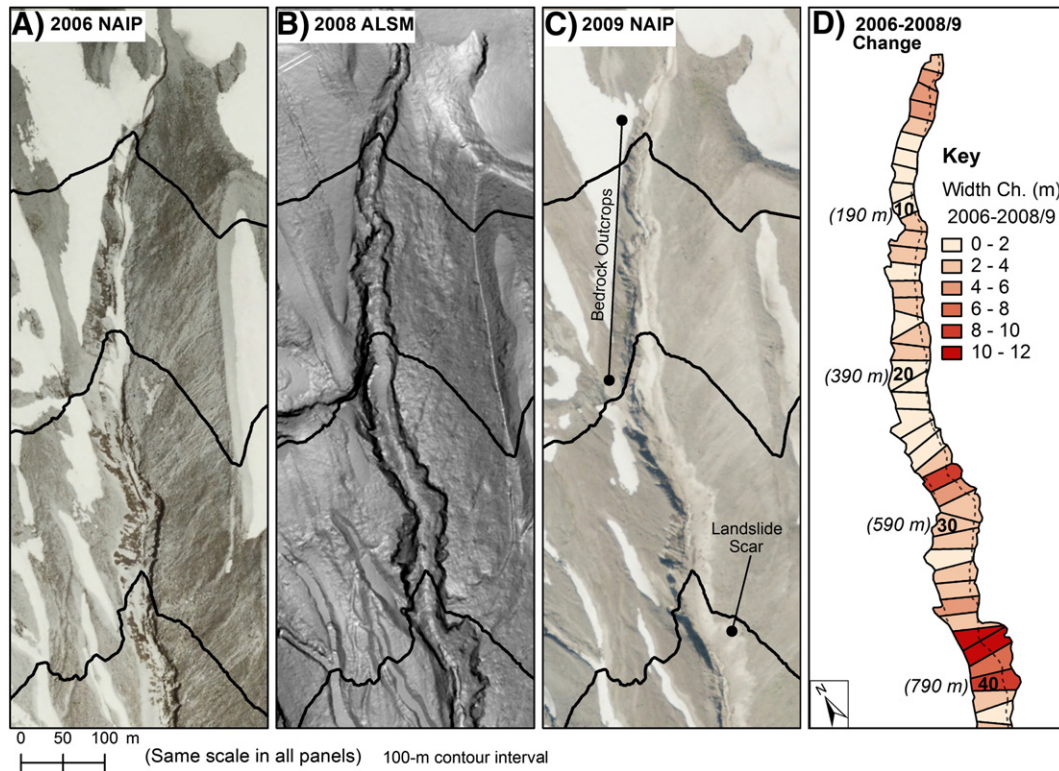 A) 2006 NAIP
B) 2008 ALSM
C) 2009 NAIP
Bedrock Outcrops
Landslide
Scar
D) 2006-2008/9
Change
Key
Width Ch. (m)
2006-2008/9
0 - 2
2 - 4
4 - 6
6 - 8
8 - 10
10 - 12
(190 m) 10
(390 m) 20
(590 m) 30
(790 m) 40
N
0 50 100 m (Same scale in all panels) 100-m contour interval